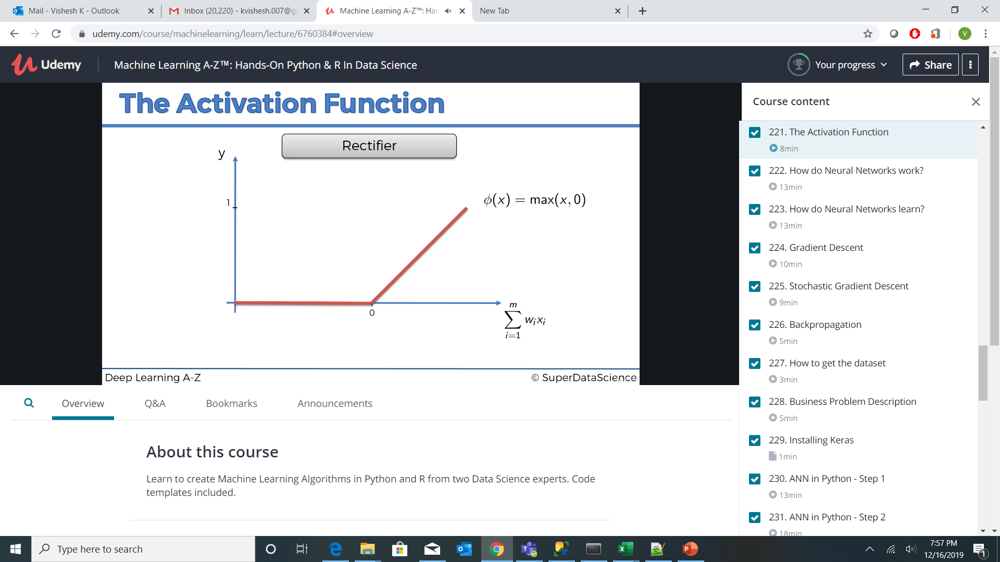 Mail - Vishesh K - Outlook
Inbox (20,220) - kvishesh.007@g
Machine Learning A-Z™: Han
New Tab
udemy.com/course/machinelearning/learn/lecture/6760384#overview
V
Udemy
Machine Learning A-Z™: Hands-On Python & R In Data Science
Your progress
Share
The Activation Function
Rectifier
y
1
ϕ(x) = max(x, 0)
0
m
∑ wᵢxᵢ
i=1
Deep Learning A-Z
© SuperDataScience
Course content
221. The Activation Function
8min
222. How do Neural Networks work?
13min
223. How do Neural Networks learn?
13min
224. Gradient Descent
10min
225. Stochastic Gradient Descent
9min
226. Backpropagation
5min
227. How to get the dataset
3min
228. Business Problem Description
5min
229. Installing Keras
1min
230. ANN in Python - Step 1
13min
231. ANN in Python - Step 2
18min
Overview
Q&A
Bookmarks
Announcements
About this course
Learn to create Machine Learning Algorithms in Python and R from two Data Science experts. Code
templates included.
Type here to search
7:57 PM
12/16/2019
1